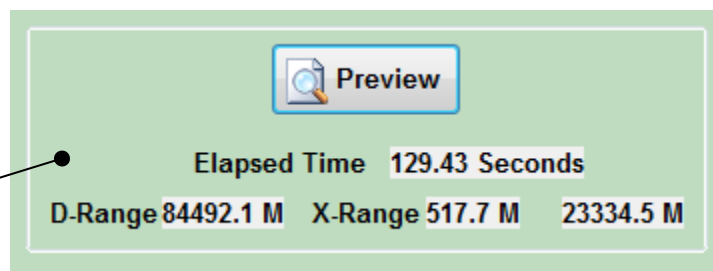 Preview
Elapsed Time 129.43 Seconds
D-Range 84492.1 M X-Range 517.7 M 23334.5 M